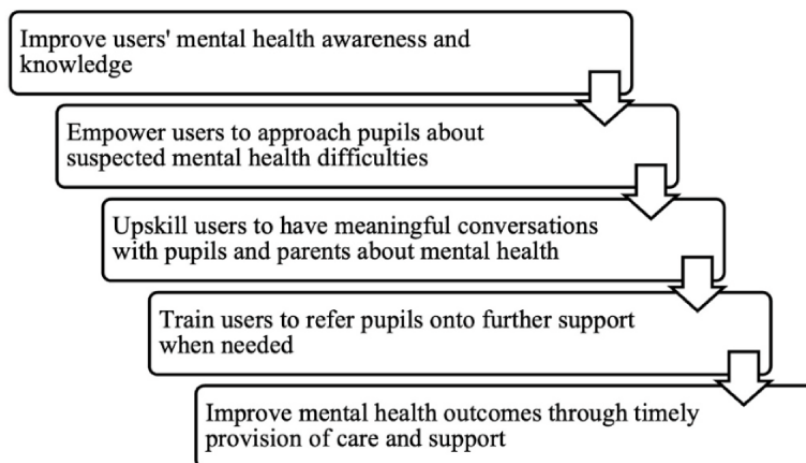 Improve users' mental health awareness and
knowledge
Empower users to approach pupils about
suspected mental health difficulties
Upskill users to have meaningful conversations
with pupils and parents about mental health
Train users to refer pupils onto further support
when needed
Improve mental health outcomes through timely
provision of care and support